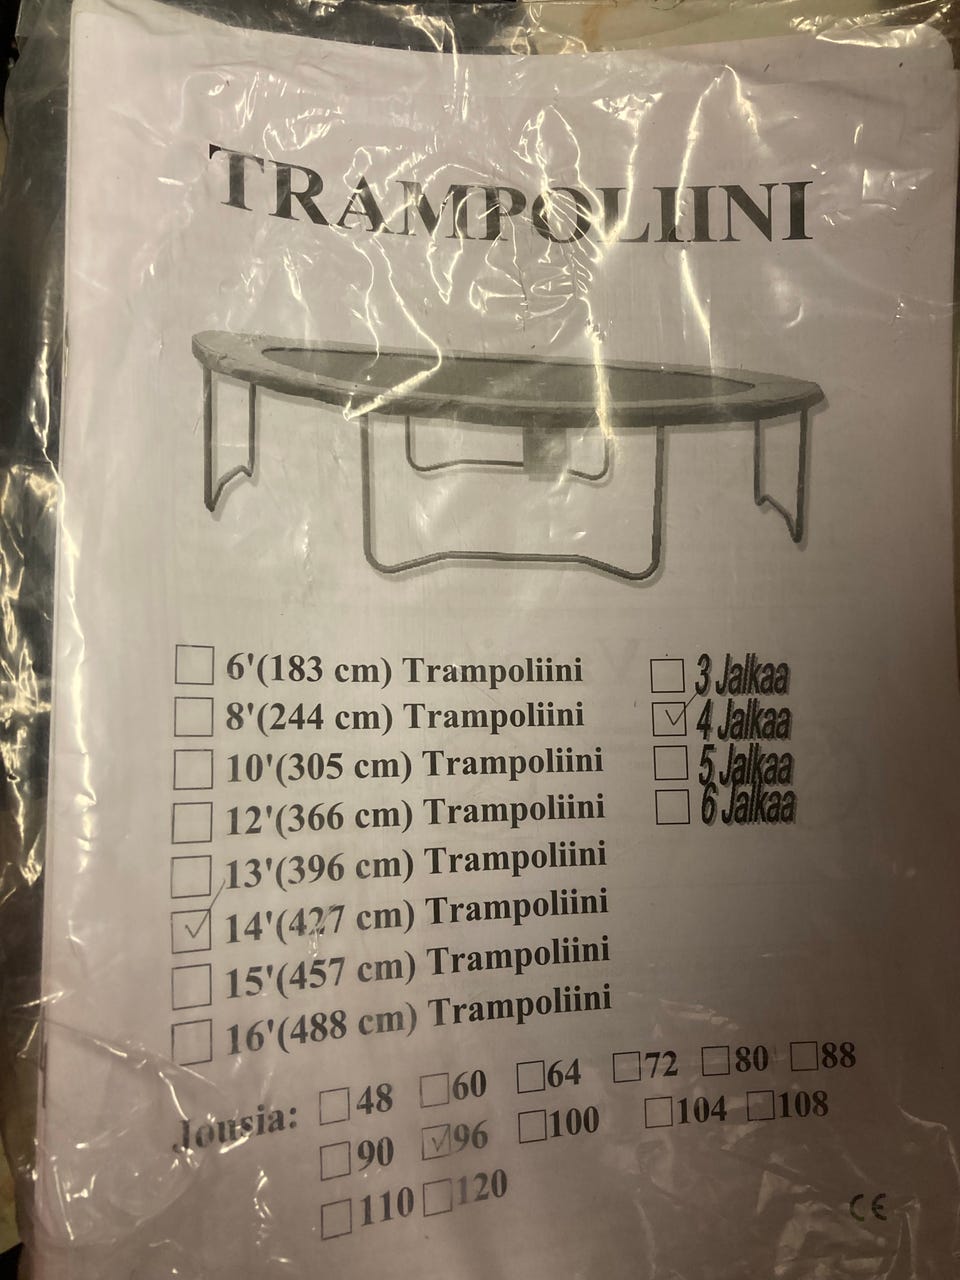 TRAMPOLIINI
6'(183 cm) Trampoliini
8'(244 cm) Trampoliini
10'(305 cm) Trampoliini
12'(366 cm) Trampoliini
13'(396 cm) Trampoliini
14'(427 cm) Trampoliini
15'(457 cm) Trampoliini
16'(488 cm) Trampoliini
3 Jalkaa
4 Jalkaa
5 Jalkaa
6 Jalkaa
Jousia: 48 60 64 72 80 88
90 96 100 104 108
110 120
CE